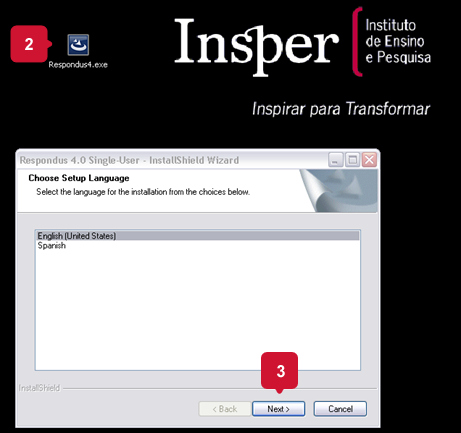 2
Respondus4.exe
Insper
Instituto
de Ensino
e Pesquisa
Inspirar para Transformar
Respondus 4.0 Single-User - InstallShield Wizard
Choose Setup Language
Select the language for the installation from the choices below.
English (United States)
Spanish
3
InstallShield
< Back
Next >
Cancel